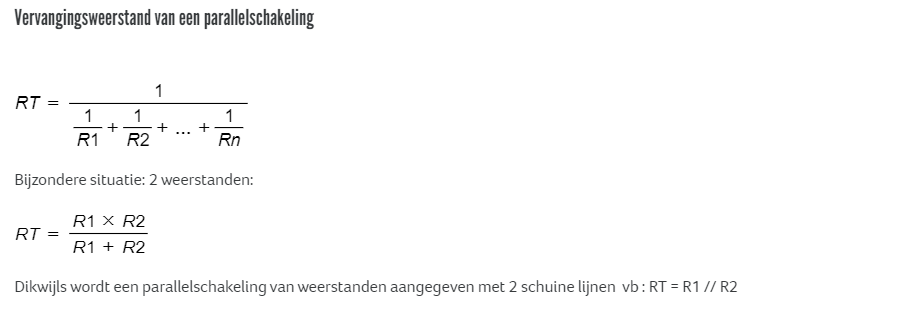 Vervangingsweerstand van een parallelschakeling
RT = 1 / (1/R1 + 1/R2 + ... + 1/Rn)
Bijzondere situatie: 2 weerstanden:
RT = (R1 × R2) / (R1 + R2)
Dikwijls wordt een parallelschakeling van weerstanden aangegeven met 2 schuine lijnen vb : RT = R1 // R2